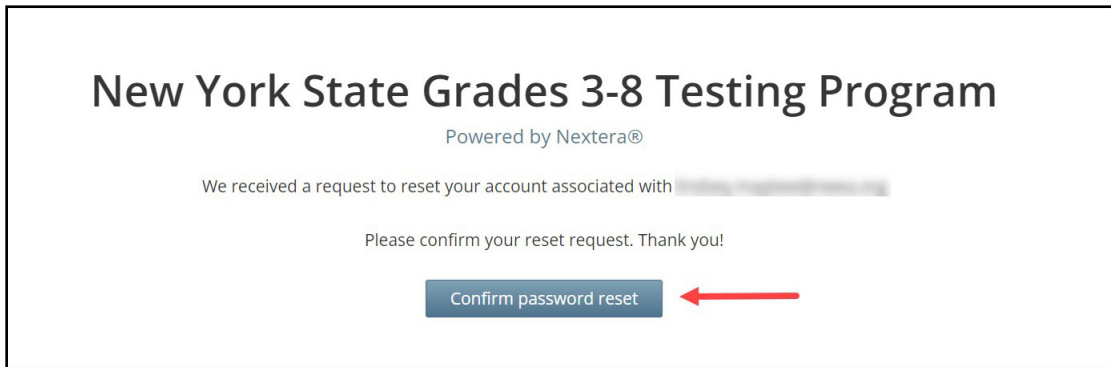 New York State Grades 3-8 Testing Program
Powered by Nextera®
We received a request to reset your account associated with
Please confirm your reset request. Thank you!
Confirm password reset